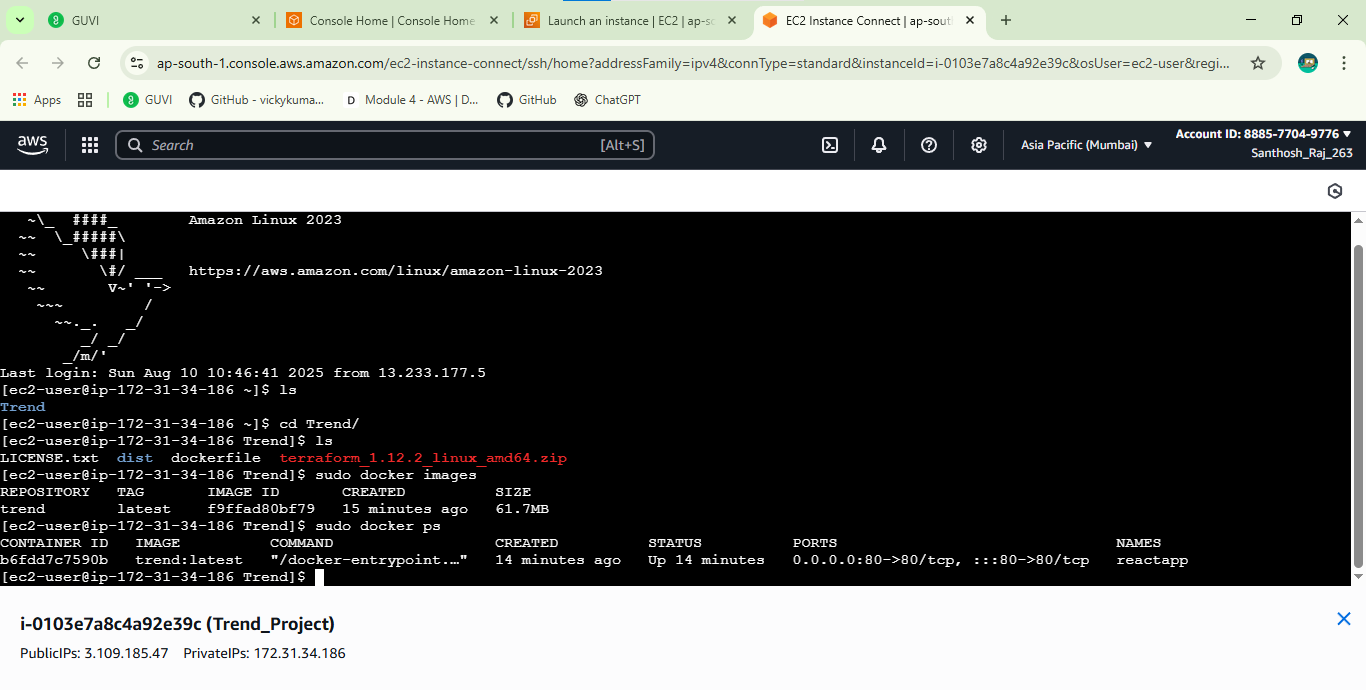 GUVI
Console Home | Console Home
Launch an instance | EC2 | ap-sc
EC2 Instance Connect | ap-sout
ap-south-1.console.aws.amazon.com/ec2-instance-connect/ssh/home?addressFamily=ipv4&connType=standard&instanceId=i-0103e7a8c4a92e39c&osUser=ec2-user&regi...
Apps
GUVI
GitHub - vickykuma...
D Module 4 - AWS | D...
GitHub
ChatGPT
aws
Search [Alt+S]
Asia Pacific (Mumbai) ▼
Account ID: 8885-7704-9776 ▼
Santhosh_Raj_263
~\_  ####_        Amazon Linux 2023
~~  \_#####\
~~     \###|
~~       \#/ ___   https://aws.amazon.com/linux/amazon-linux-2023
~~       V~' '->
~~~         /
~~._.   _/
_/ _/
_/m/'
Last login: Sun Aug 10 10:46:41 2025 from 13.233.177.5
[ec2-user@ip-172-31-34-186 ~]$ ls
Trend
[ec2-user@ip-172-31-34-186 ~]$ cd Trend/
[ec2-user@ip-172-31-34-186 Trend]$ ls
LICENSE.txt  dist  dockerfile  terraform_1.12.2_linux_amd64.zip
[ec2-user@ip-172-31-34-186 Trend]$ sudo docker images
REPOSITORY   TAG       IMAGE ID       CREATED          SIZE
trend        latest    f9ffad80bf79   15 minutes ago   61.7MB
[ec2-user@ip-172-31-34-186 Trend]$ sudo docker ps
CONTAINER ID   IMAGE          COMMAND                  CREATED          STATUS          PORTS                               NAMES
b6fdd7c7590b   trend:latest   "/docker-entrypoint.…"   14 minutes ago   Up 14 minutes   0.0.0.0:80->80/tcp, :::80->80/tcp   reactapp
[ec2-user@ip-172-31-34-186 Trend]$
i-0103e7a8c4a92e39c (Trend_Project)
PublicIPs: 3.109.185.47 PrivateIPs: 172.31.34.186